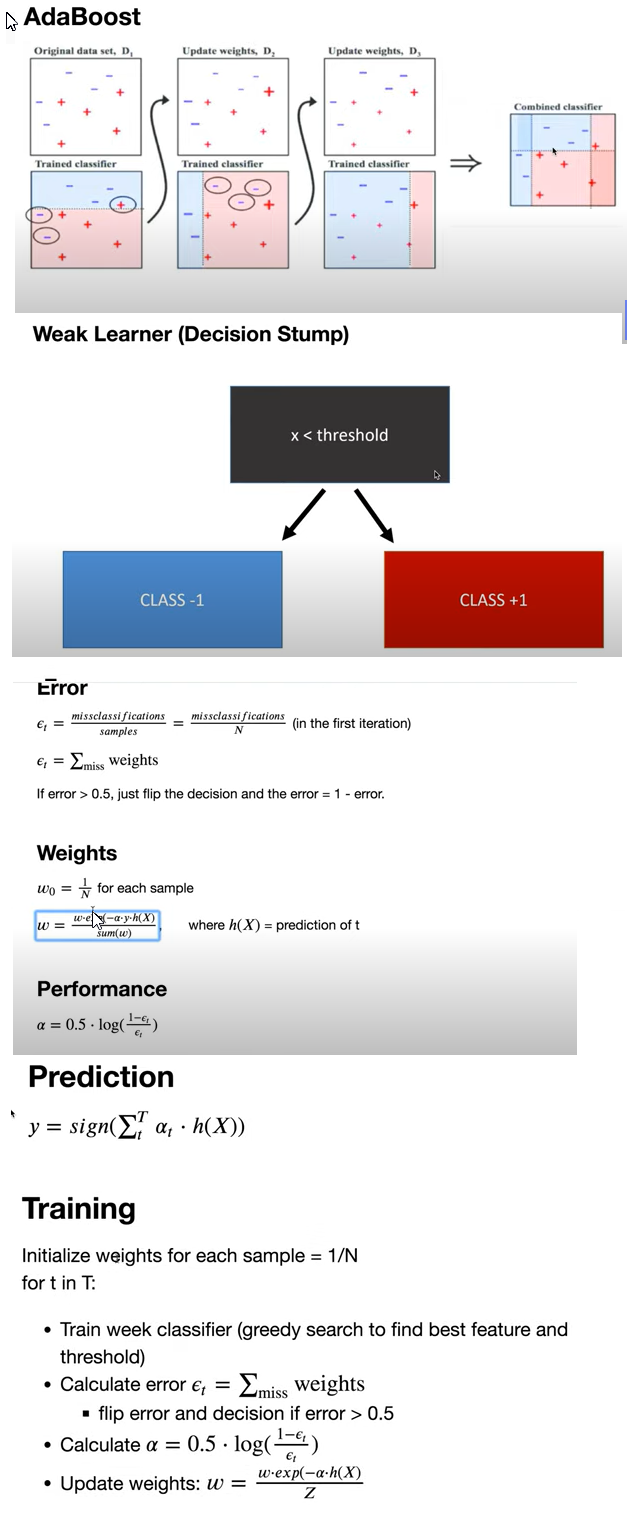 AdaBoost
Original data set, D₁ Update weights, D₂ Update weights, D₃
Combined classifier
Trained classifier Trained classifier Trained classifier
Weak Learner (Decision Stump)
x < threshold
CLASS -1 CLASS +1
Error
ϵₜ = missclassifications / samples = missclassifications / N (in the first iteration)
ϵₜ = ∑miss weights
If error > 0.5, just flip the decision and the error = 1 - error.
Weights
w₀ = 1/N for each sample
w = w·e (−α·y·h(X) / sum(w), where h(X) = prediction of t
Performance
α = 0.5 · log((1−ϵₜ)/ϵₜ)
Prediction
y = sign(∑ₜᵀ αₜ · h(X))
Training
Initialize weights for each sample = 1/N
for t in T:
• Train week classifier (greedy search to find best feature and
threshold)
• Calculate error ϵₜ = ∑miss weights
▪ flip error and decision if error > 0.5
• Calculate α = 0.5 · log((1−ϵₜ)/ϵₜ)
• Update weights: w = w·exp(−α·h(X) / Z